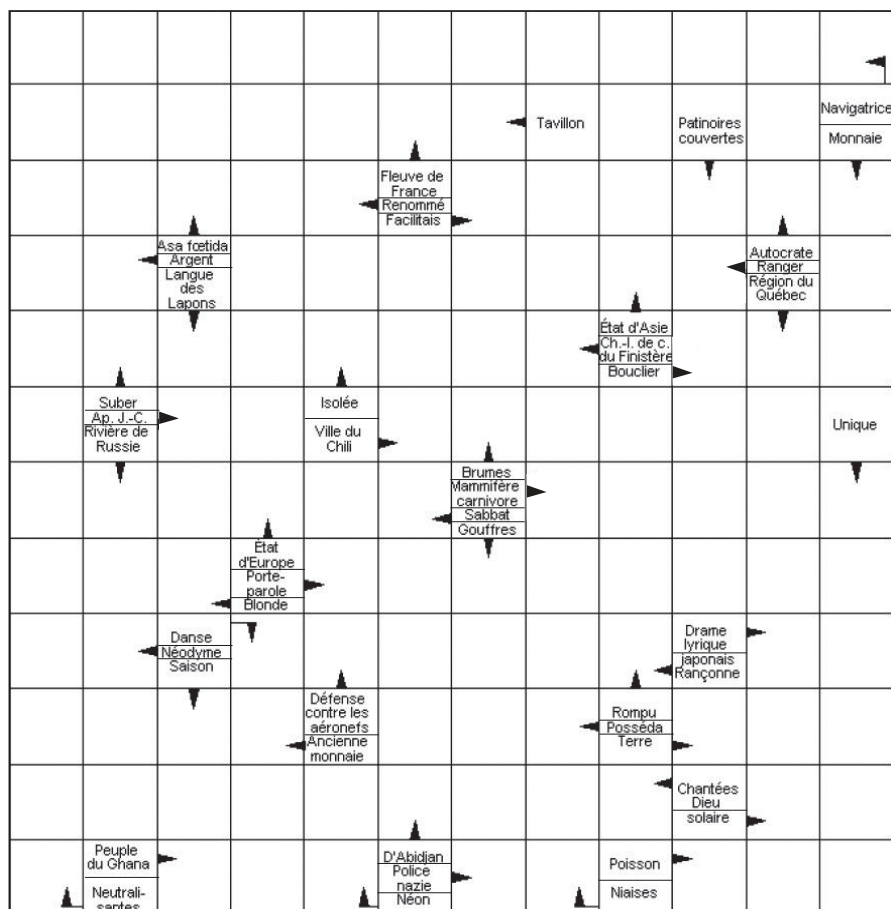 Tavillon
Patinoires
couvertes
Navigatrice
Monnaie
Fleuve de
France
Renommé
Facilitais
Asa fœtida
Argent
Langue
des
Lapons
Autocrate
Ranger
Région du
Québec
État d'Asie
Ch.-l. de c.
du Finistère
Bouclier
Suber
Ap. J.-C.
Rivière de
Russie
Isolée
Ville du
Chili
Unique
Brumes
Mammifère
carnivore
Sabbat
Gouffres
État
d'Europe
Porte-
parole
Blonde
Danse
Néodyme
Saison
Drame
lyrique
japonais
Rançonne
Défense
contre les
aéronefs
Ancienne
monnaie
Rompu
Posséda
Terre
Chantées
Dieu
solaire
Peuple
du Ghana
Neutrali-
santes
D'Abidjan
Police
nazie
Néon
Poisson
Niaises